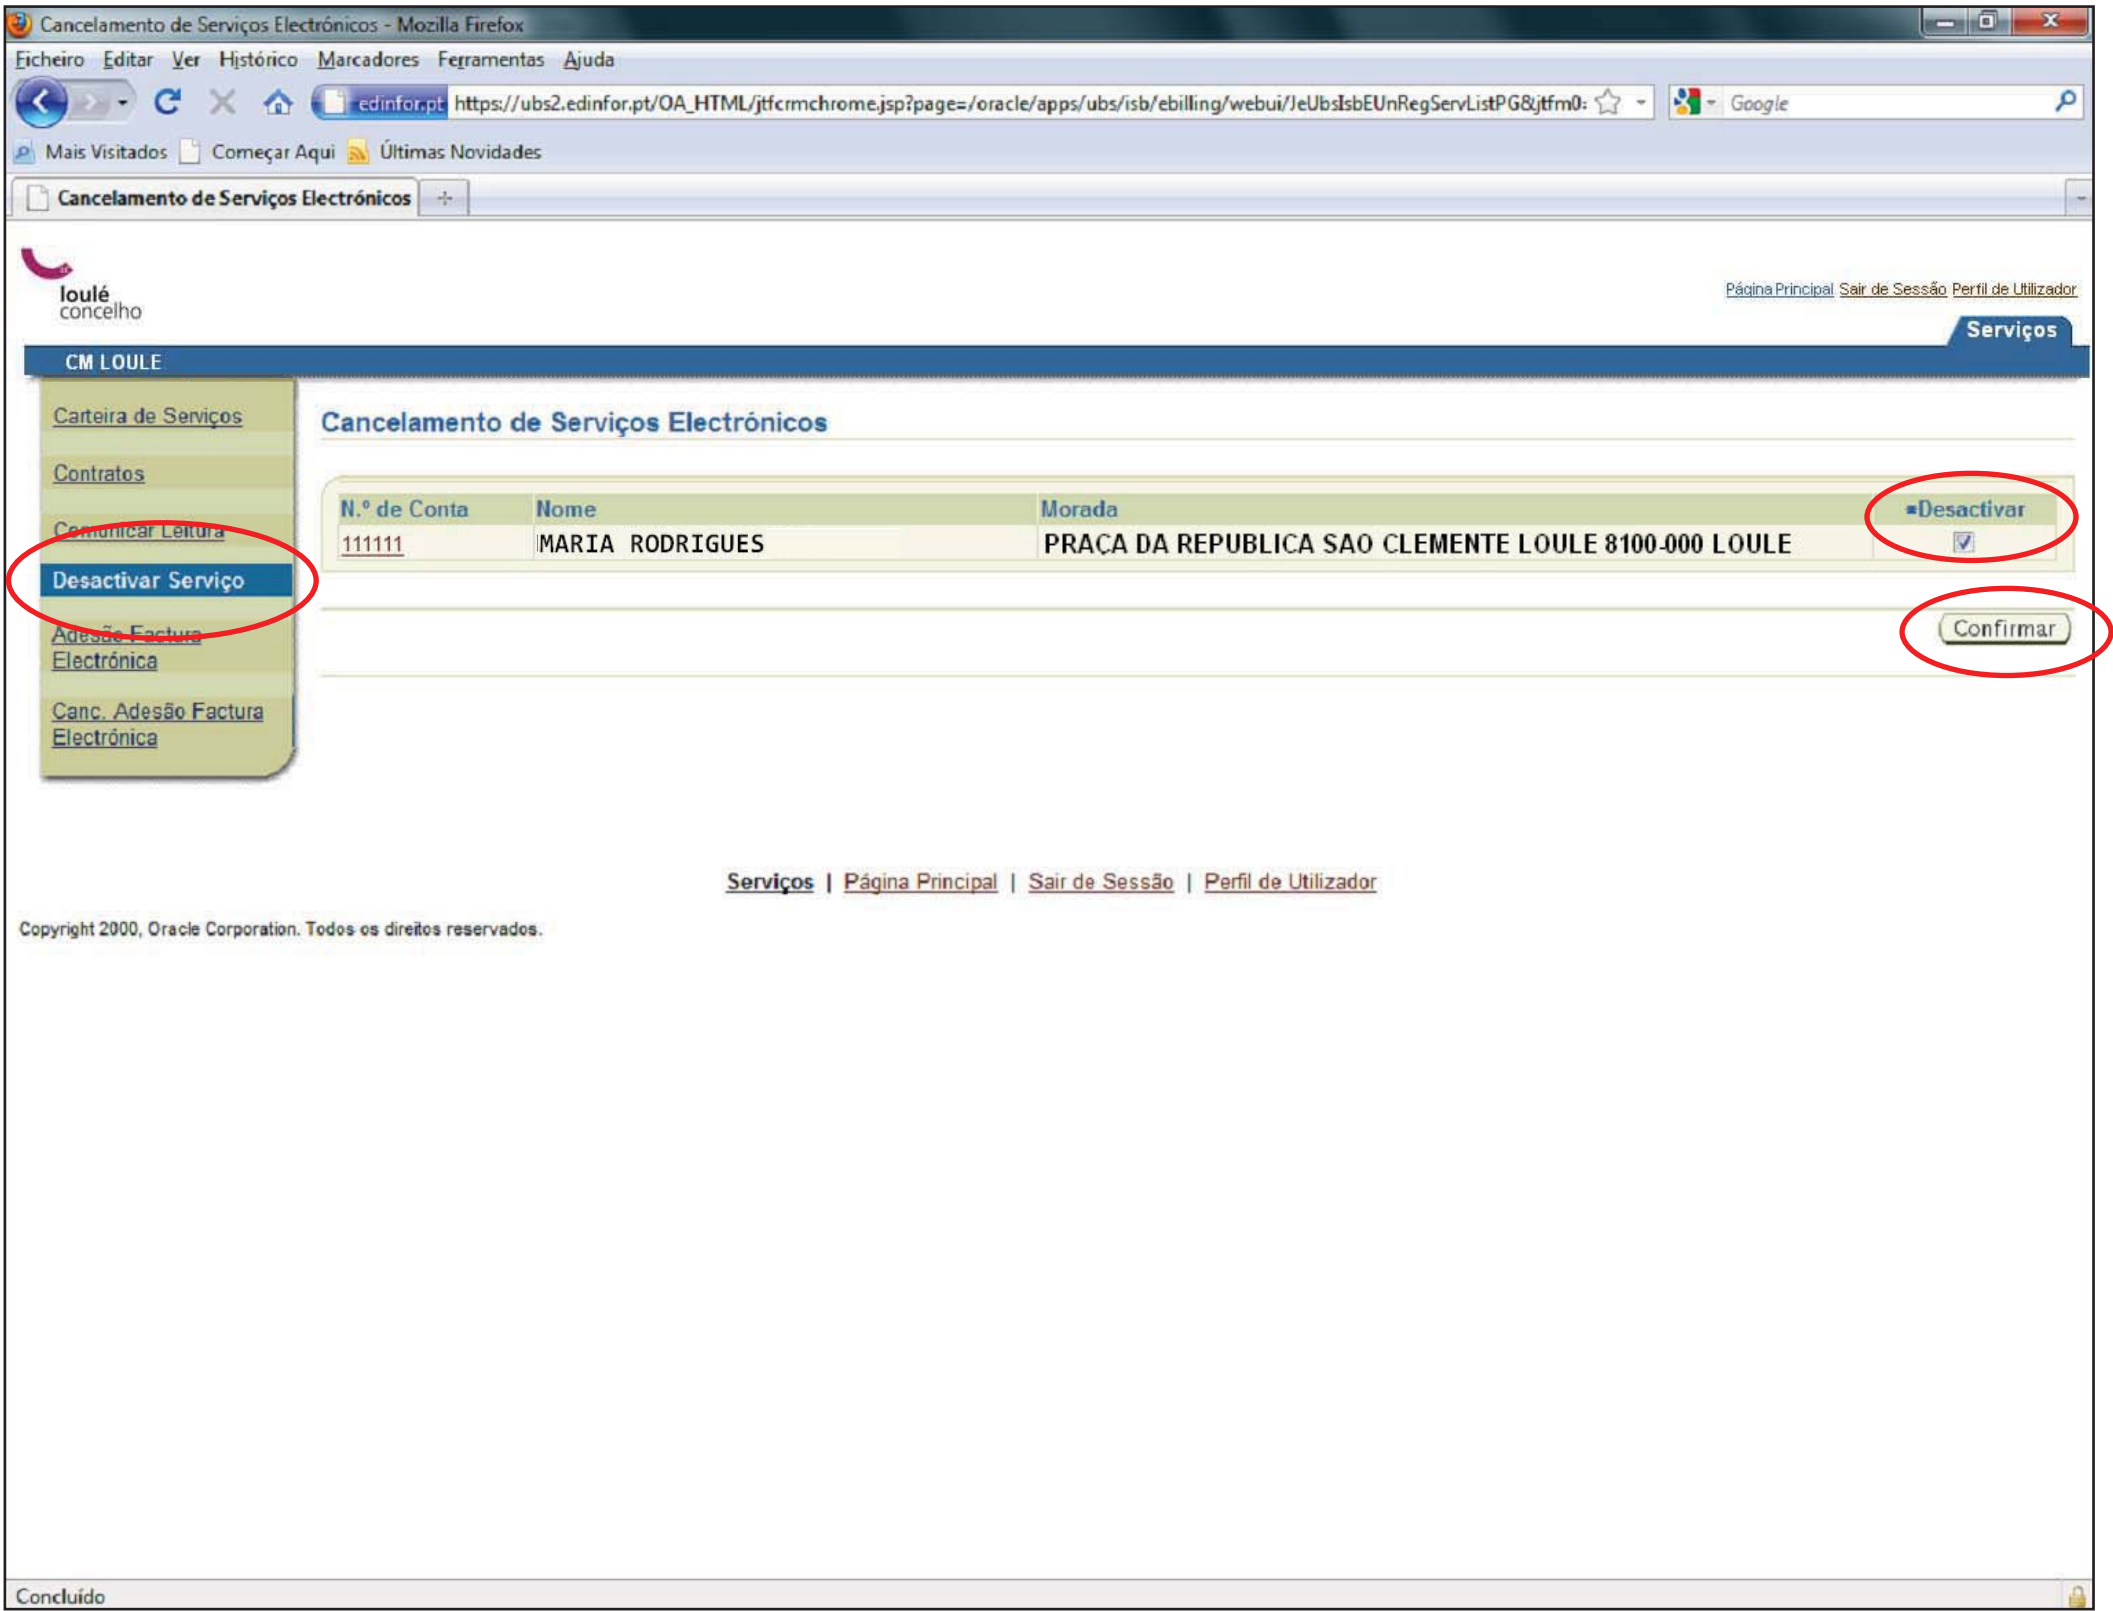 Cancelamento de Serviços Electrónicos - Mozilla Firefox
Ficheiro Editar Ver Histórico Marcadores Ferramentas Ajuda
edinfor.pt https://ubs2.edinfor.pt/OA_HTML/jtfcrmchrome.jsp?page=/oracle/apps/ubs/isb/ebilling/webui/JeUbsIsbEUnRegServListPG&jtfm0: Google
Mais Visitados Começar Aqui Últimas Novidades
Cancelamento de Serviços Electrónicos
loulé
concelho
Página Principal Sair de Sessão Perfil de Utilizador
Serviços
CM LOULE
Carteira de Serviços
Contratos
Comunicar Leitura
Desactivar Serviço
Adesão Factura
Electrónica
Canc. Adesão Factura
Electrónica
Cancelamento de Serviços Electrónicos
N.º de Conta Nome Morada Desactivar
111111 MARIA RODRIGUES PRAÇA DA REPUBLICA SAO CLEMENTE LOULE 8100-000 LOULE
Confirmar
Serviços | Página Principal | Sair de Sessão | Perfil de Utilizador
Copyright 2000, Oracle Corporation. Todos os direitos reservados.
Concluído